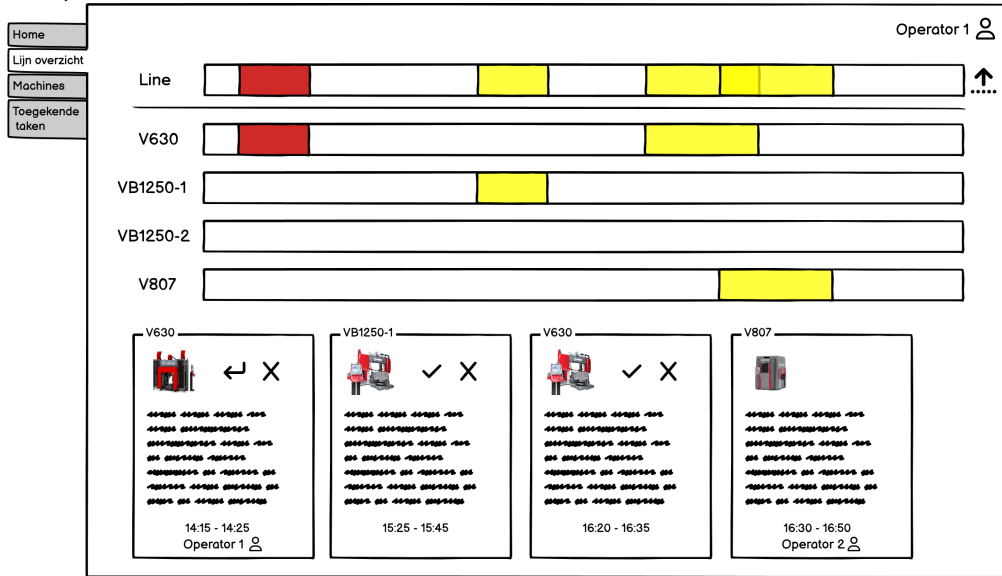 Operator 1
Home
Lijn overzicht
Machines
Toegekende
taken
Line
V630
VB1250-1
VB1250-2
V807
V630
14:15 - 14:25
Operator 1
VB1250-1
15:25 - 15:45
V630
16:20 - 16:35
V807
16:30 - 16:50
Operator 2